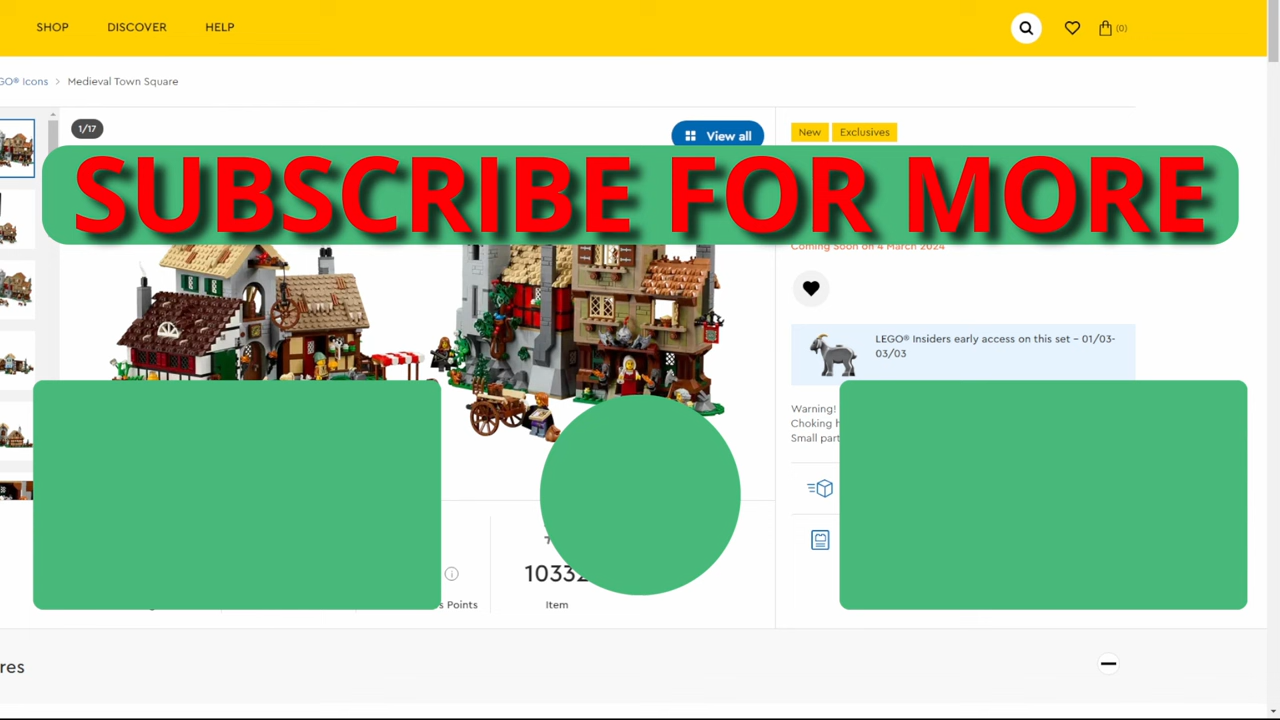 SHOP DISCOVER HELP (0)
GO® Icons > Medieval Town Square
1/17 View all New Exclusives
SUBSCRIBE FOR MORE
Coming Soon on 4 March 2024
LEGO® Insiders early access on this set – 01/03-
03/03
Warning!
Choking h
Small part
10332
s Points Item
res